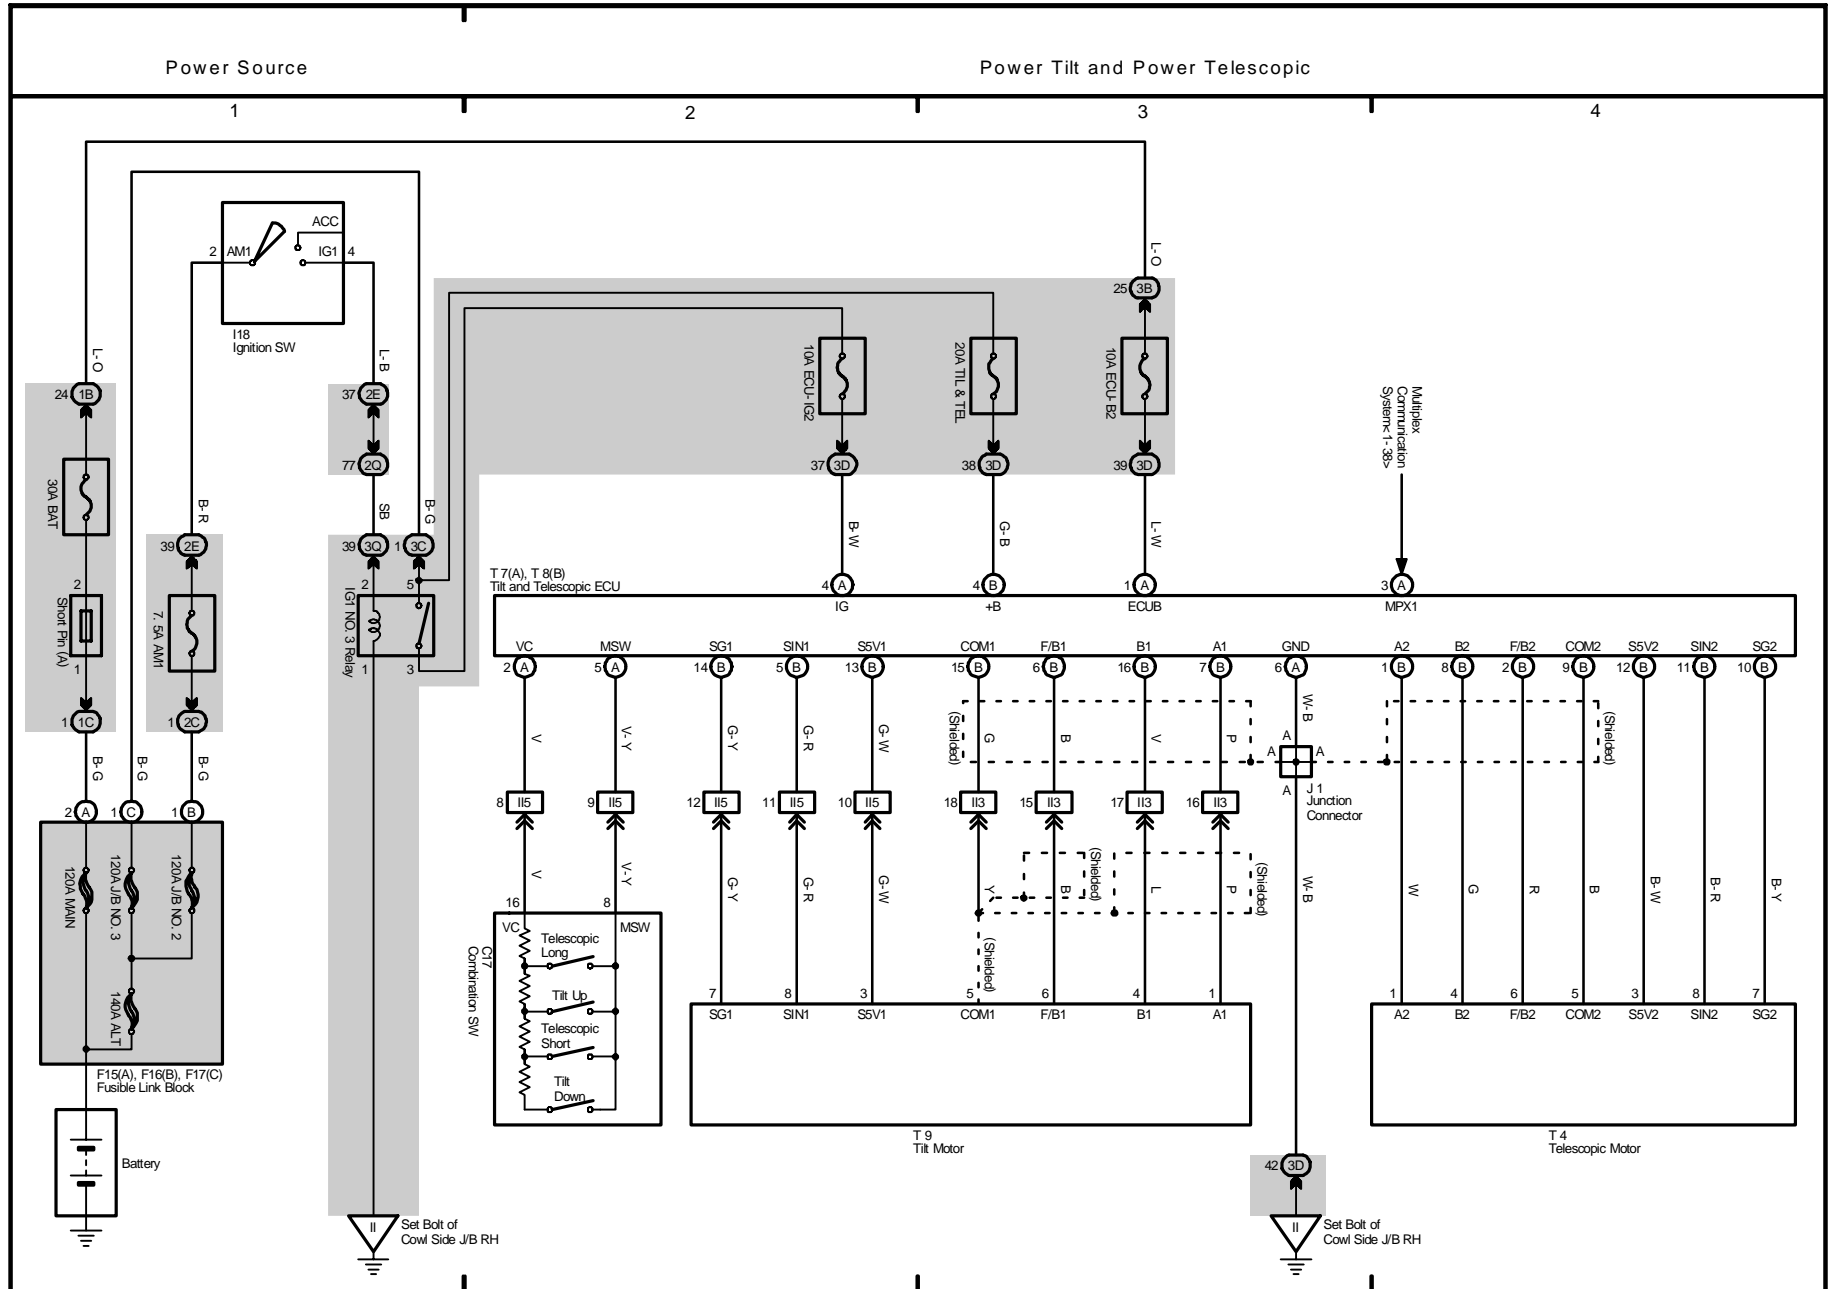 Power Source
Power Tilt and Power Telescopic
1 2 3 4
ACC
2 AM1 IG1 4
I18
Ignition SW
L-O
L-B
B-R
24 1B
37 2E
77 2Q
30A BAT
2
Short Pin (A)
1
1 1C
39 2E
7. 5A AM1
1 2C
SB
B-G
39 3Q 1 3C
2 5
IG1 NO. 3 Relay
1 3
B-G B-G B-G
2 A 1 C 1 B
120A MAIN
120A J/B NO. 3
120A J/B NO. 2
140A ALT
F15(A), F16(B), F17(C)
Fusible Link Block
Battery
II
Set Bolt of
Cowl Side J/B RH
L-O
25 3B
10A ECU-IG2
20A TIL & TEL
10A ECU-B2
37 3D 38 3D 39 3D
B-W G-B L-W
Multiplex
Communication
System<1-38>
T 7(A), T 8(B)
Tilt and Telescopic ECU
4 A 4 B 1 A 3 A
IG +B ECUB MPX1
VC MSW SG1 SIN1 S5V1 COM1 F/B1 B1 A1 GND A2 B2 F/B2 COM2 S5V2 SIN2 SG2
2 A 5 A 14 B 5 B 13 B 15 B 6 B 16 B 7 B 6 A 1 B 8 B 2 B 9 B 12 B 11 B 10 B
V V-Y G-Y G-R G-W (Shielded) G B V P W-B (Shielded)
A
A A
A
J 1
Junction
Connector
8 II5 9 II5 12 II5 11 II5 10 II5 18 II3 15 II3 17 II3 16 II3
(Shielded) (Shielded)
V V-Y G-Y G-R G-W Y B L P W-B W G R B B-W B-R B-Y
(Shielded)
16 8
VC MSW
Telescopic
Long
Tilt Up
Telescopic
Short
Tilt
Down
C17
Combination SW
7 8 3 5 6 4 1
SG1 SIN1 S5V1 COM1 F/B1 B1 A1
T 9
Tilt Motor
1 4 6 5 3 8 7
A2 B2 F/B2 COM2 S5V2 SIN2 SG2
T 4
Telescopic Motor
42 3D
II
Set Bolt of
Cowl Side J/B RH